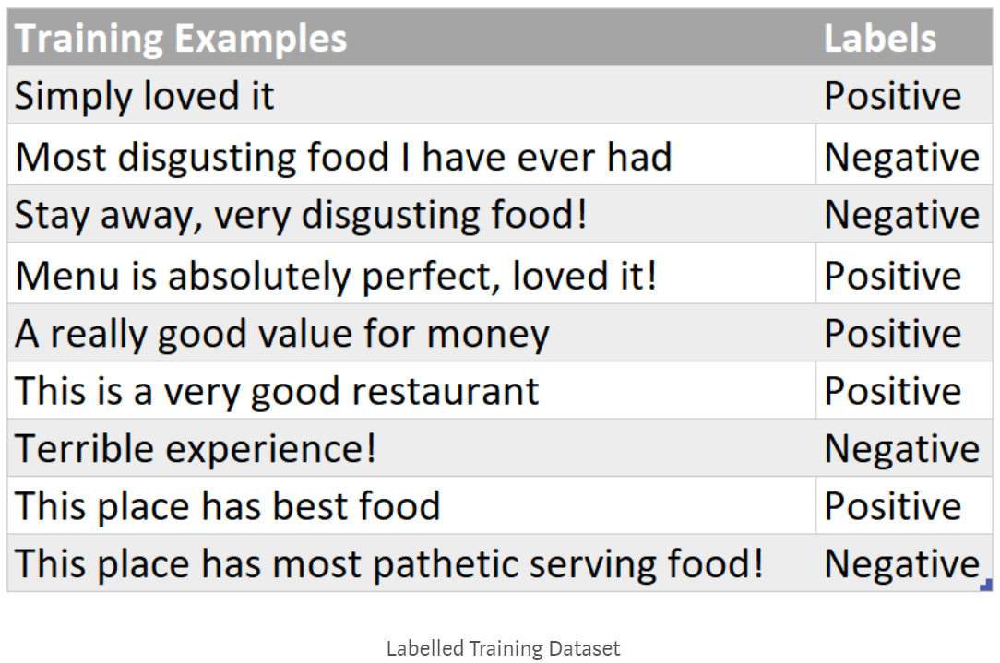 Training Examples Labels
Simply loved it Positive
Most disgusting food I have ever had Negative
Stay away, very disgusting food! Negative
Menu is absolutely perfect, loved it! Positive
A really good value for money Positive
This is a very good restaurant Positive
Terrible experience! Negative
This place has best food Positive
This place has most pathetic serving food! Negative
Labelled Training Dataset